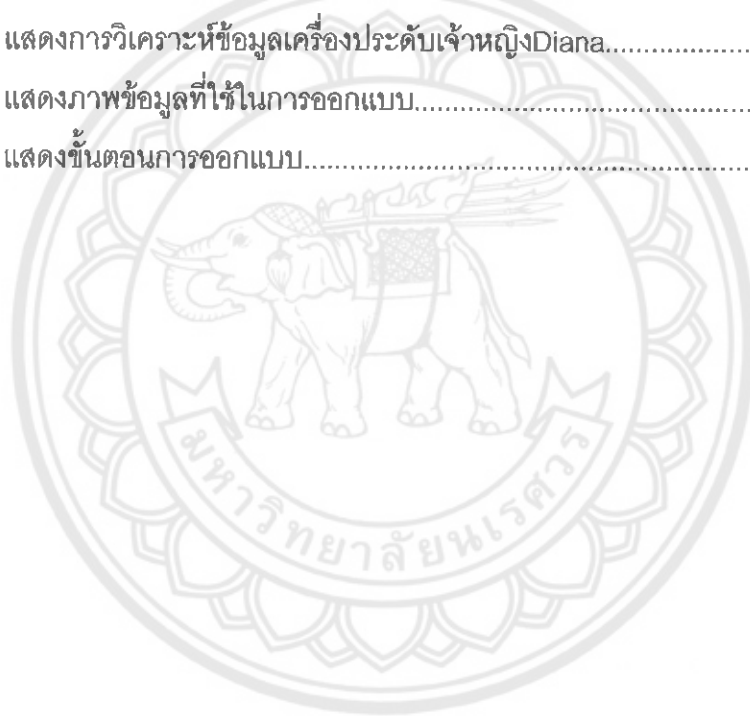 แสดงการวิเคราะห์ข้อมูลเครื่องประดับเจ้าหญิงDiana..................
แสดงภาพข้อมูลที่ใช้ในการออกแบบ............................................
แสดงขั้นตอนการออกแบบ..........................................................
มหาวิทยาลัยนเรศวร